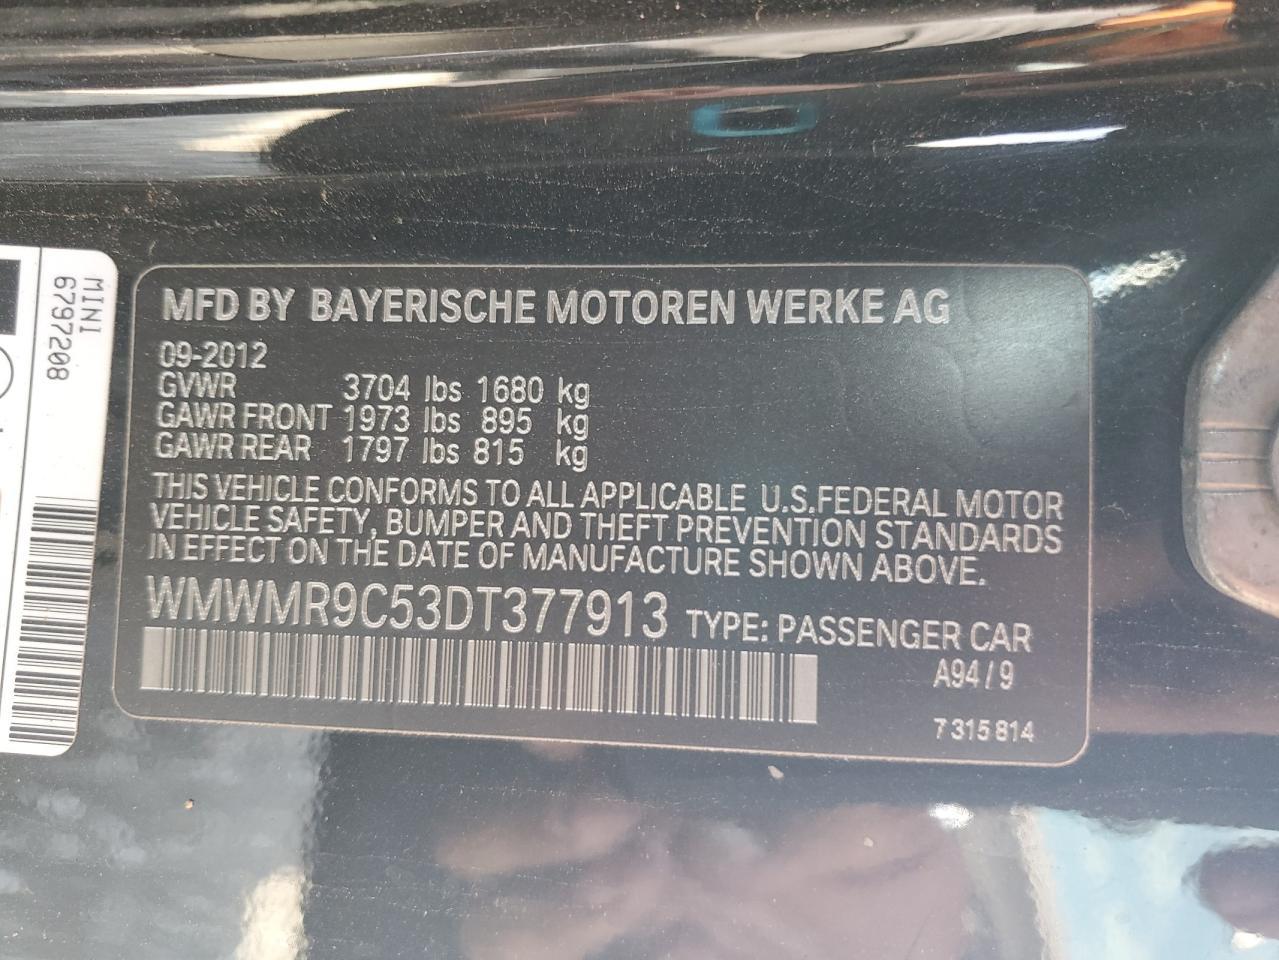 MFD BY BAYERISCHE MOTOREN WERKE AG
09-2012
GVWR 3704 lbs 1680 kg
GAWR FRONT 1973 lbs 895 kg
GAWR REAR 1797 lbs 815 kg
THIS VEHICLE CONFORMS TO ALL APPLICABLE U.S.FEDERAL MOTOR
VEHICLE SAFETY, BUMPER AND THEFT PREVENTION STANDARDS
IN EFFECT ON THE DATE OF MANUFACTURE SHOWN ABOVE.
WMWMR9C53DT377913 TYPE: PASSENGER CAR
A94/9
7 315 814
MINI
6797208